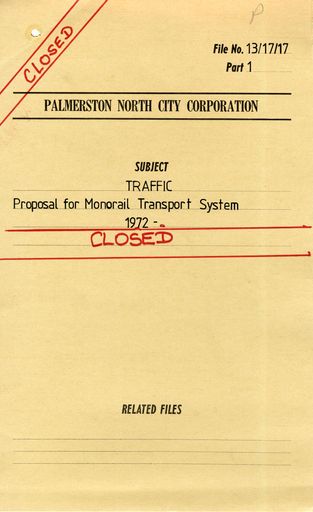 P
CLOSED
File No. 13/17/17
Part 1
PALMERSTON NORTH CITY CORPORATION
SUBJECT
TRAFFIC
Proposal for Monorail Transport System
1972 -.
CLOSED
RELATED FILES